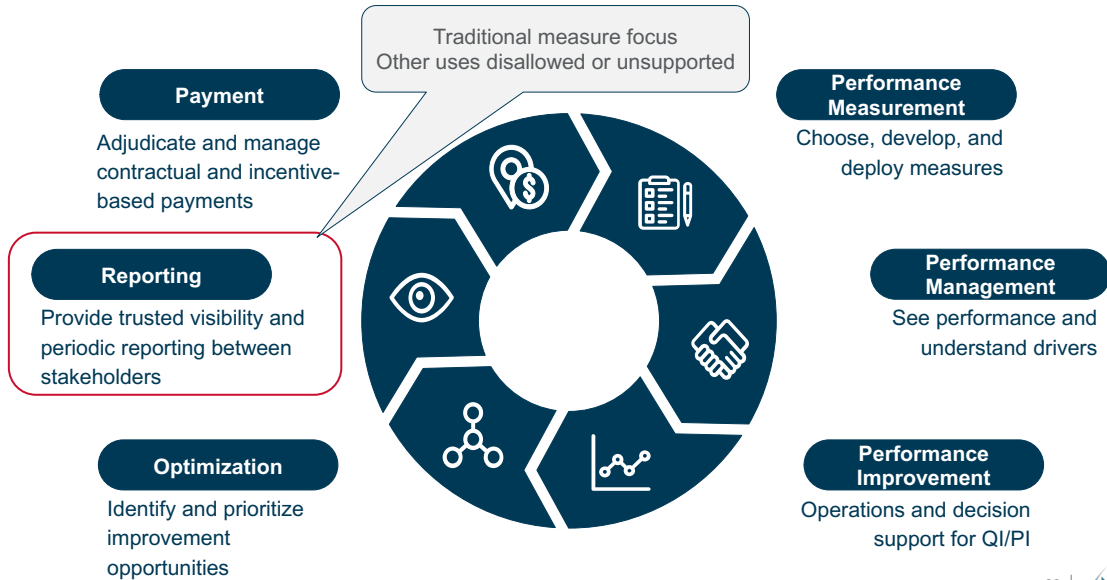 Traditional measure focus
Other uses disallowed or unsupported
Payment
Adjudicate and manage
contractual and incentive-
based payments
Reporting
Provide trusted visibility and
periodic reporting between
stakeholders
Optimization
Identify and prioritize
improvement
opportunities
$
Performance
Measurement
Choose, develop, and
deploy measures
Performance
Management
See performance and
understand drivers
Performance
Improvement
Operations and decision
support for QI/PI